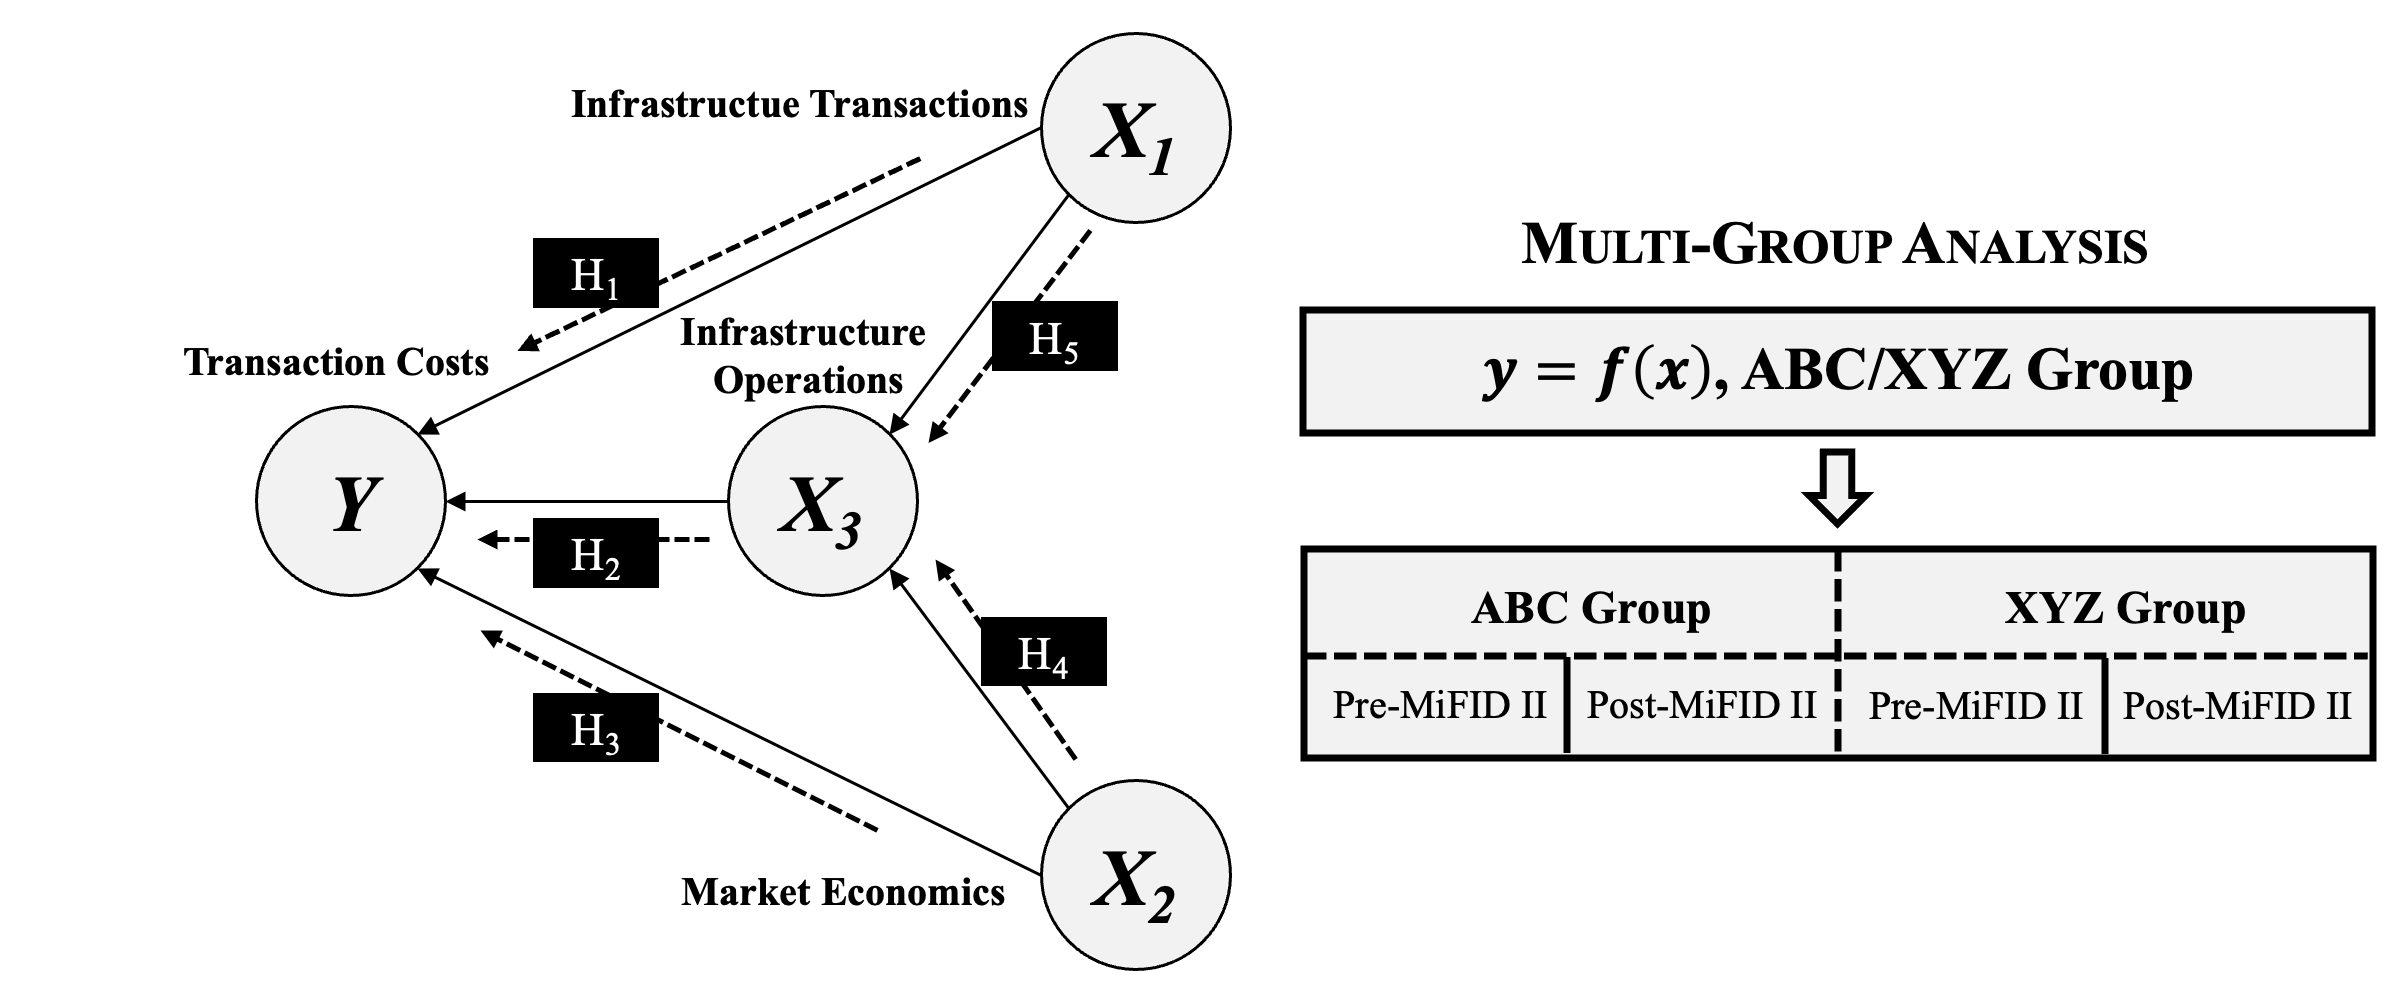 Infrastructue Transactions
X1
H1
Infrastructure
Operations
H5
Transaction Costs
Y
X3
H2
H4
H3
Market Economics
X2
MULTI-GROUP ANALYSIS
y = f(x), ABC/XYZ Group
ABC Group XYZ Group
Pre-MiFID II Post-MiFID II Pre-MiFID II Post-MiFID II